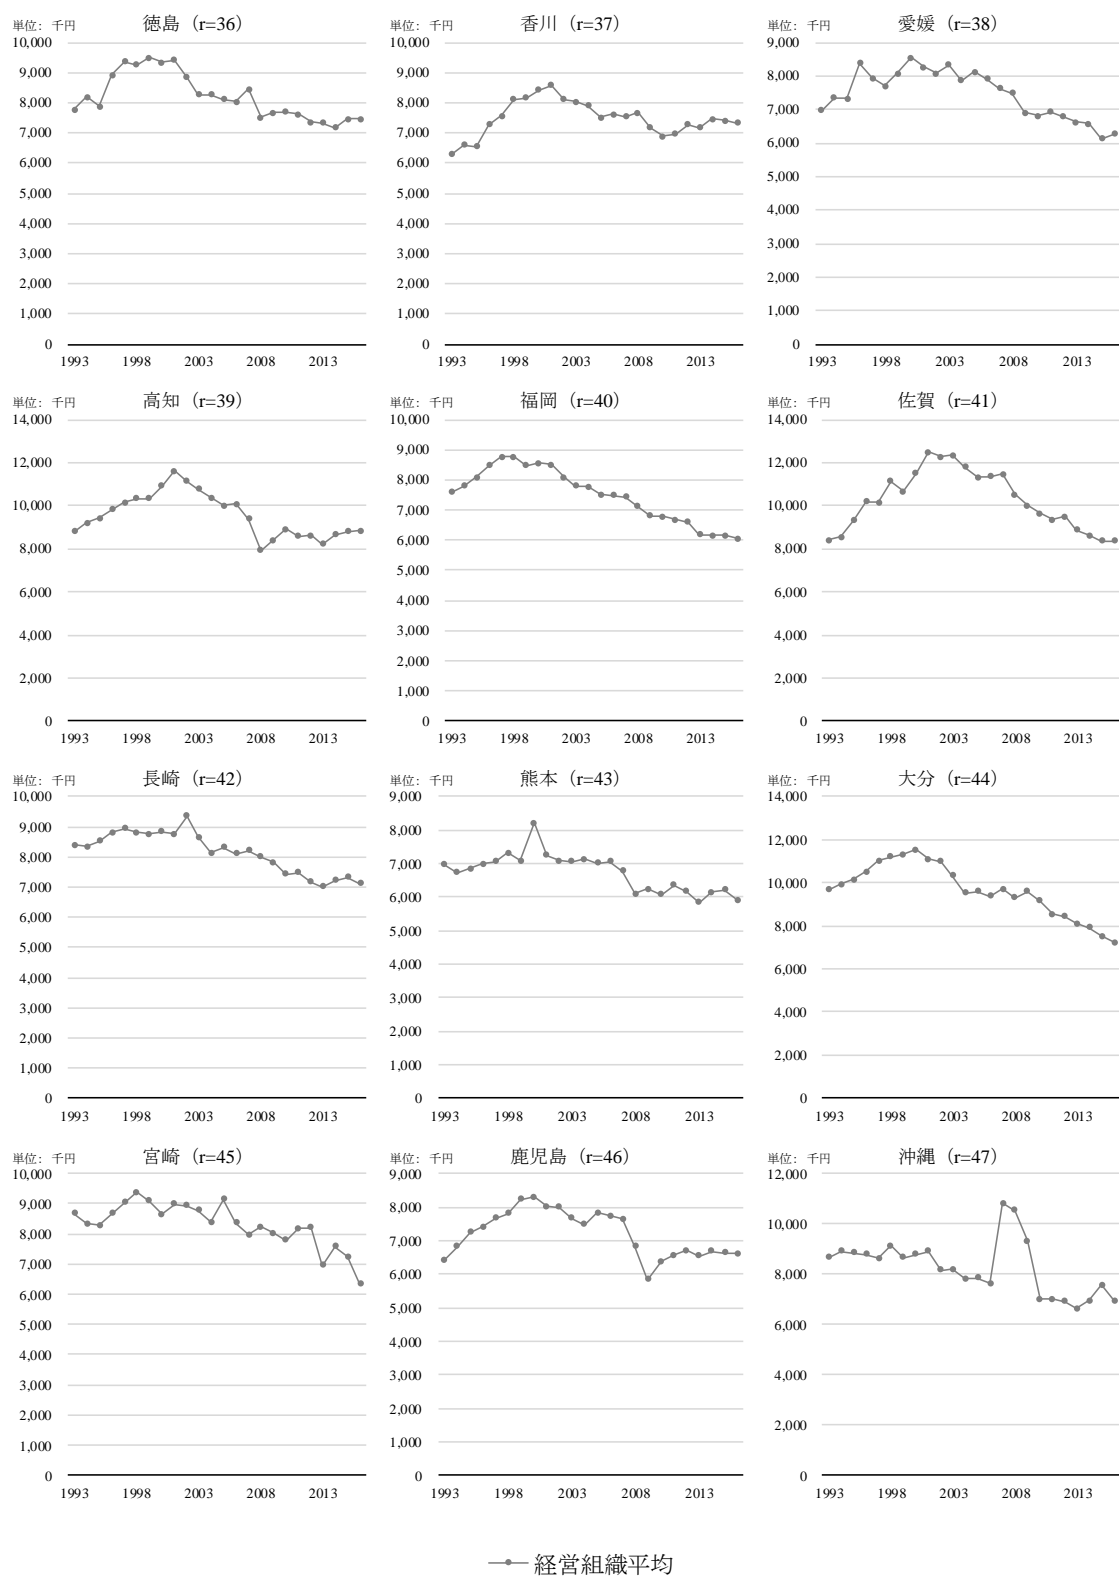 単位：千円 徳島（r=36） 単位：千円 香川（r=37） 単位：千円 愛媛（r=38）
10,000 10,000 9,000
9,000 9,000 8,000
8,000 8,000 7,000
7,000 7,000 6,000
6,000 6,000 5,000
5,000 5,000 4,000
4,000 4,000 3,000
3,000 3,000 2,000
2,000 2,000 1,000
1,000 1,000
0 0 0
1993 1998 2003 2008 2013 1993 1998 2003 2008 2013 1993 1998 2003 2008 2013
単位：千円 高知（r=39） 単位：千円 福岡（r=40） 単位：千円 佐賀（r=41）
14,000 10,000 14,000
12,000 9,000 12,000
10,000 8,000 10,000
8,000 7,000 8,000
6,000 6,000 6,000
4,000 5,000 4,000
2,000 4,000 2,000
3,000
2,000
1,000
0 0 0
1993 1998 2003 2008 2013 1993 1998 2003 2008 2013 1993 1998 2003 2008 2013
単位：千円 長崎（r=42） 単位：千円 熊本（r=43） 単位：千円 大分（r=44）
10,000 9,000 14,000
9,000 8,000 12,000
8,000 7,000 10,000
7,000 6,000 8,000
6,000 5,000 6,000
5,000 4,000 4,000
4,000 3,000 2,000
3,000 2,000
2,000 1,000
1,000
0 0 0
1993 1998 2003 2008 2013 1993 1998 2003 2008 2013 1993 1998 2003 2008 2013
単位：千円 宮崎（r=45） 単位：千円 鹿児島（r=46） 単位：千円 沖縄（r=47）
10,000 9,000 12,000
9,000 8,000 10,000
8,000 7,000 8,000
7,000 6,000 6,000
6,000 5,000 4,000
5,000 4,000 2,000
4,000 3,000
3,000 2,000
2,000 1,000
1,000
0 0 0
1993 1998 2003 2008 2013 1993 1998 2003 2008 2013 1993 1998 2003 2008 2013
経営組織平均